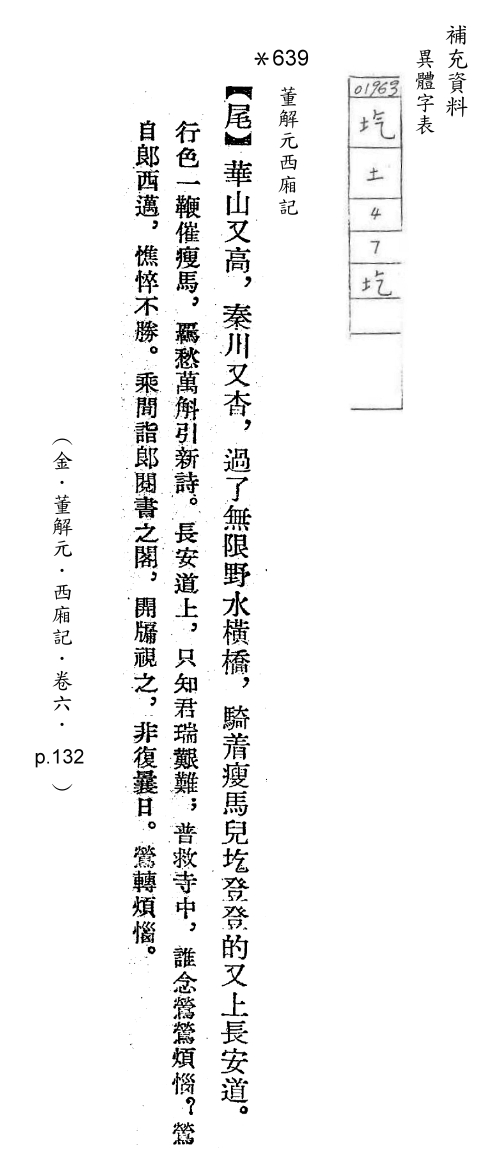 補充資料
異體字表
01963
圪
土
4
7
圪
*639
董解元西廂記
【尾】華山又高，秦川又杳，過了無限野水橫橋，騎着瘦馬兒圪登登的又上長安道。
行色一鞭催瘦馬，羈愁萬斛引新詩。長安道上，只知君瑞艱難；普救寺中，誰念鶯鶯煩惱？鶯
自郎西邁，憔悴不勝。乘間詣郎閱書之閣，開牖視之，非復曩日。鶯轉煩惱。
（金．董解元．西廂記．卷六．p.132）